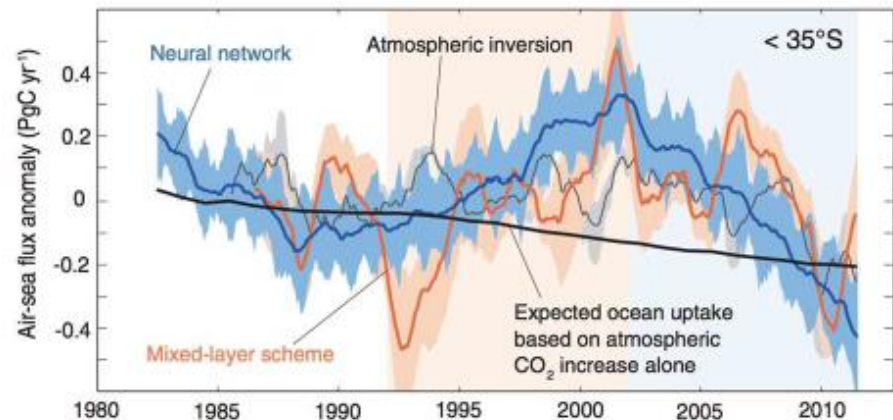 < 35°S
Neural network
Atmospheric inversion
Air-sea flux anomaly (PgC yr⁻¹)
0.4
0.2
0
-0.2
-0.4
Mixed-layer scheme
Expected ocean uptake
based on atmospheric
CO₂ increase alone
1980 1985 1990 1995 2000 2005 2010